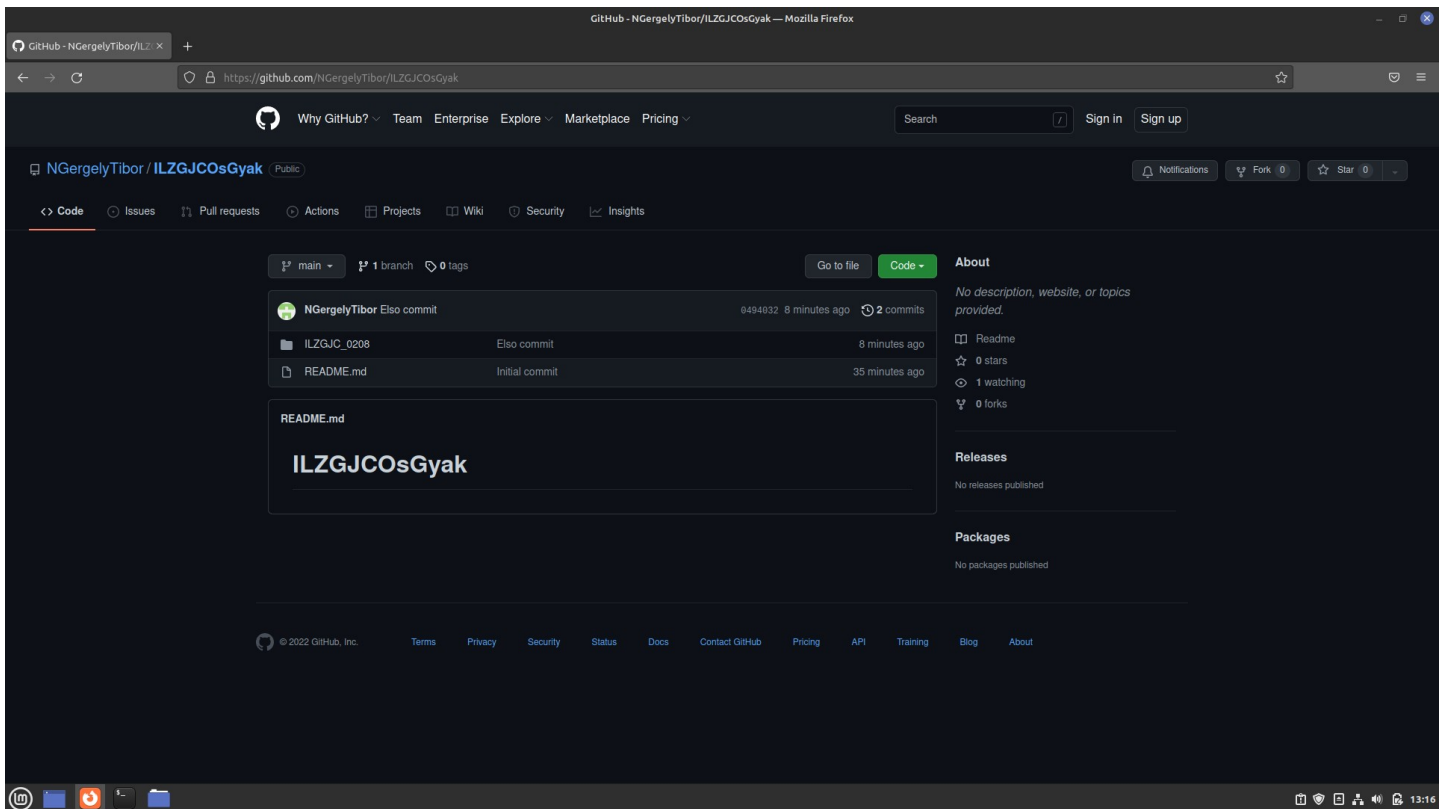 GitHub - NGergelyTibor/ILZGJCOsGyak — Mozilla Firefox
GitHub - NGergelyTibor/ILZ
https://github.com/NGergelyTibor/ILZGJCOsGyak
Why GitHub? Team Enterprise Explore Marketplace Pricing Search / Sign in Sign up
NGergelyTibor / ILZGJCOsGyak Public Notifications Fork 0 Star 0
<> Code Issues Pull requests Actions Projects Wiki Security Insights
main 1 branch 0 tags Go to file Code
NGergelyTibor Elso commit 0494032 8 minutes ago 2 commits
ILZGJC_0208 Elso commit 8 minutes ago
README.md Initial commit 35 minutes ago
README.md
ILZGJCOsGyak
About
No description, website, or topics
provided.
Readme
0 stars
1 watching
0 forks
Releases
No releases published
Packages
No packages published
© 2022 GitHub, Inc. Terms Privacy Security Status Docs Contact GitHub Pricing API Training Blog About
13:16